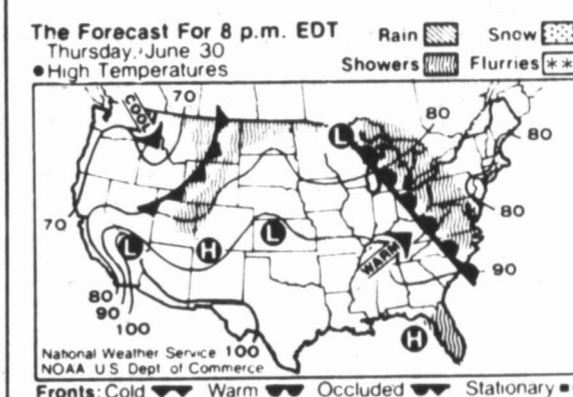 The Forecast For 8 p.m. EDT
Thursday, June 30
High Temperatures
Rain Snow
Showers Flurries
COOL
70
80
80
70
80
90
80
90
100
100
L
L
H
L
WARM
H
National Weather Service
NOAA U S Dept of Commerce
Fronts: Cold Warm Occluded Stationary